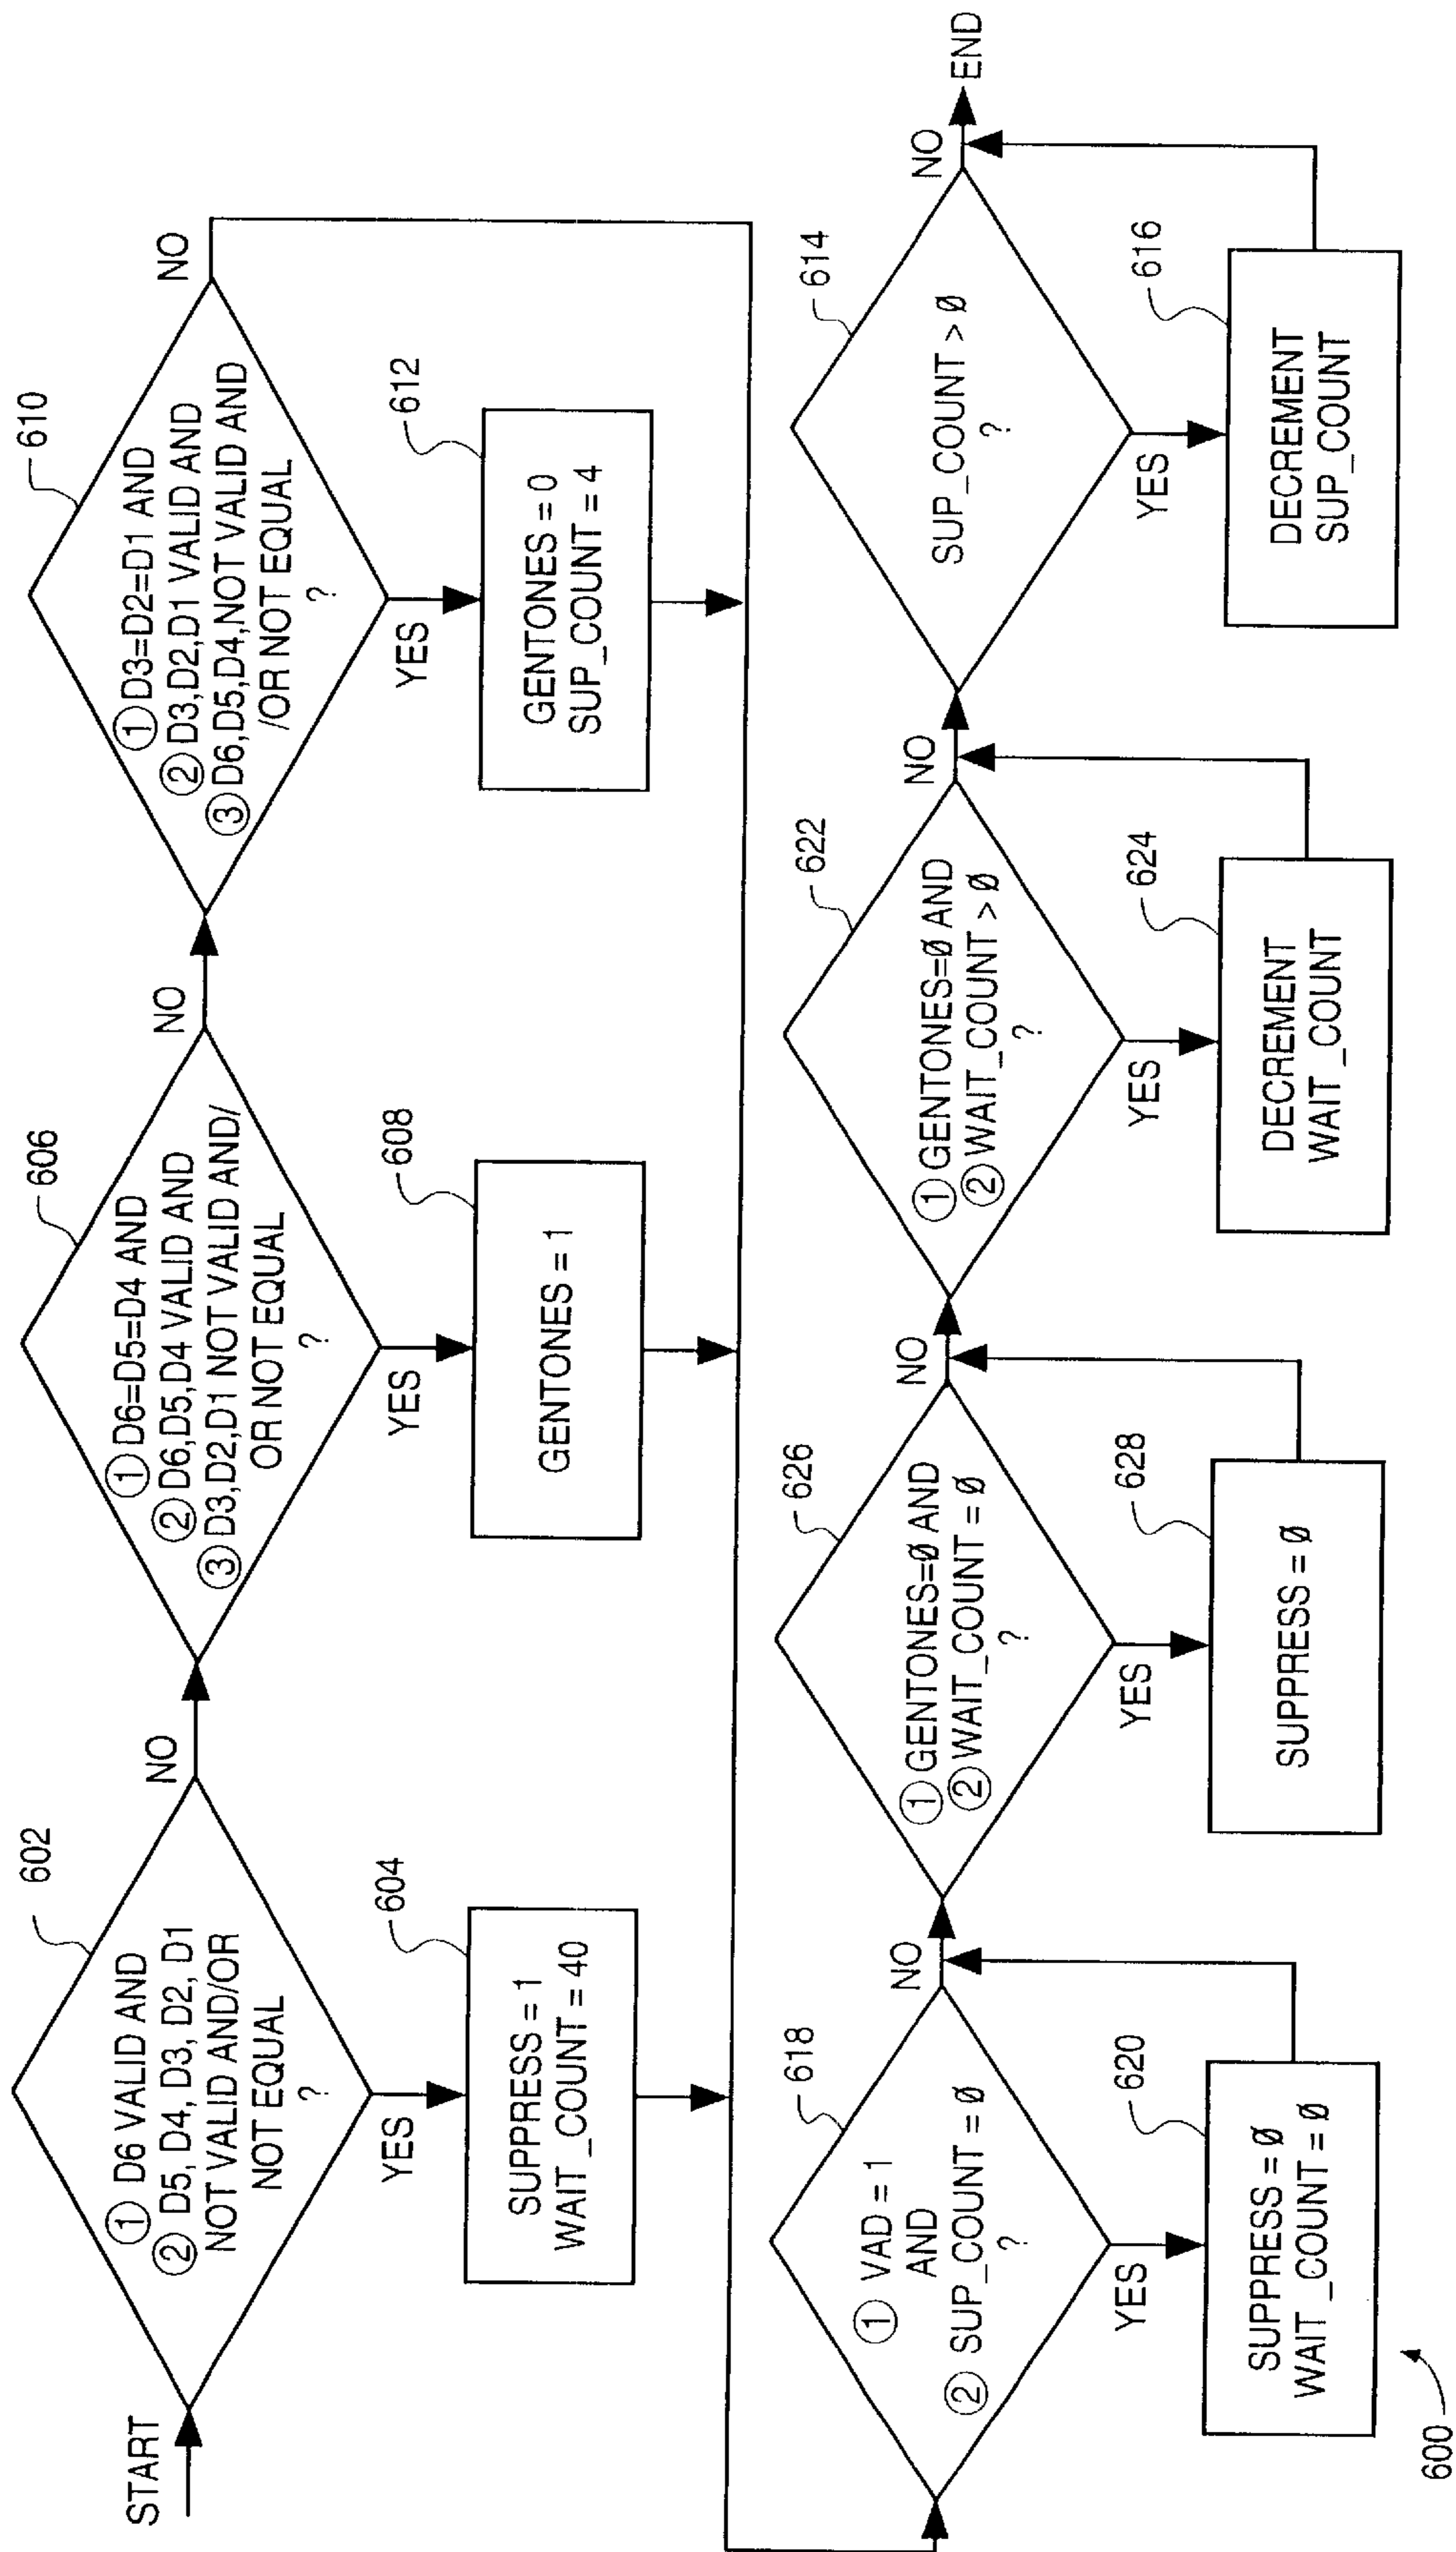 START
602
① D6 VALID AND
② D5, D4, D3, D2, D1
NOT VALID AND/OR
NOT EQUAL
?
NO
YES
604
SUPPRESS = 1
WAIT_COUNT = 40
606
① D6=D5=D4 AND
② D6,D5,D4 VALID AND
③ D3,D2,D1 NOT VALID AND/
OR NOT EQUAL
?
NO
YES
608
GENTONES = 1
610
① D3=D2=D1 AND
② D3,D2,D1 VALID AND
③ D6,D5,D4,NOT VALID AND
/OR NOT EQUAL
?
NO
YES
612
GENTONES = 0
SUP_COUNT = 4
618
① VAD = 1
AND
② SUP_COUNT = Ø
?
NO
YES
620
SUPPRESS = Ø
WAIT_COUNT = Ø
626
① GENTONES=Ø AND
② WAIT_COUNT = Ø
?
NO
YES
628
SUPPRESS = Ø
622
① GENTONES=Ø AND
② WAIT_COUNT > Ø
?
NO
YES
624
DECREMENT
WAIT_COUNT
614
SUP_COUNT > Ø
?
NO
END
YES
616
DECREMENT
SUP_COUNT
600